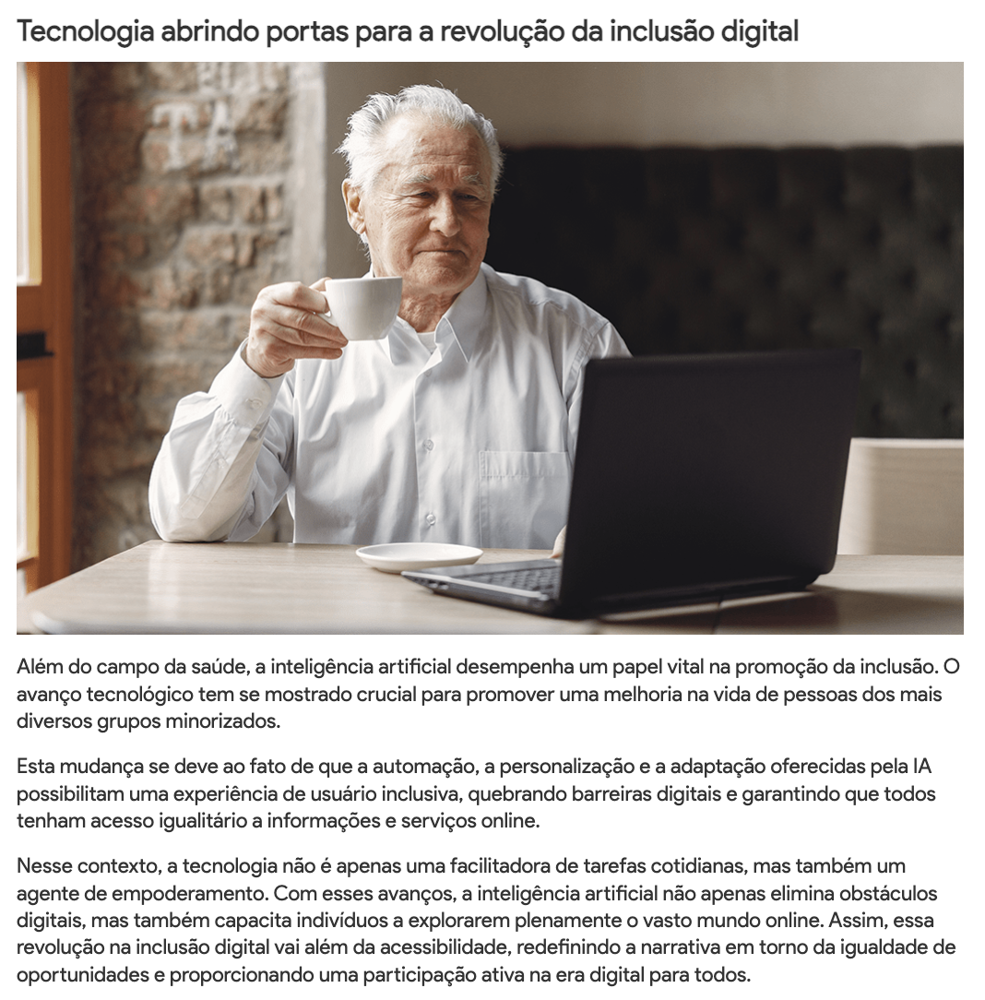 Tecnologia abrindo portas para a revolução da inclusão digital
TA
Além do campo da saúde, a inteligência artificial desempenha um papel vital na promoção da inclusão. O
avanço tecnológico tem se mostrado crucial para promover uma melhoria na vida de pessoas dos mais
diversos grupos minorizados.
Esta mudança se deve ao fato de que a automação, a personalização e a adaptação oferecidas pela IA
possibilitam uma experiência de usuário inclusiva, quebrando barreiras digitais e garantindo que todos
tenham acesso igualitário a informações e serviços online.
Nesse contexto, a tecnologia não é apenas uma facilitadora de tarefas cotidianas, mas também um
agente de empoderamento. Com esses avanços, a inteligência artificial não apenas elimina obstáculos
digitais, mas também capacita indivíduos a explorarem plenamente o vasto mundo online. Assim, essa
revolução na inclusão digital vai além da acessibilidade, redefinindo a narrativa em torno da igualdade de
oportunidades e proporcionando uma participação ativa na era digital para todos.